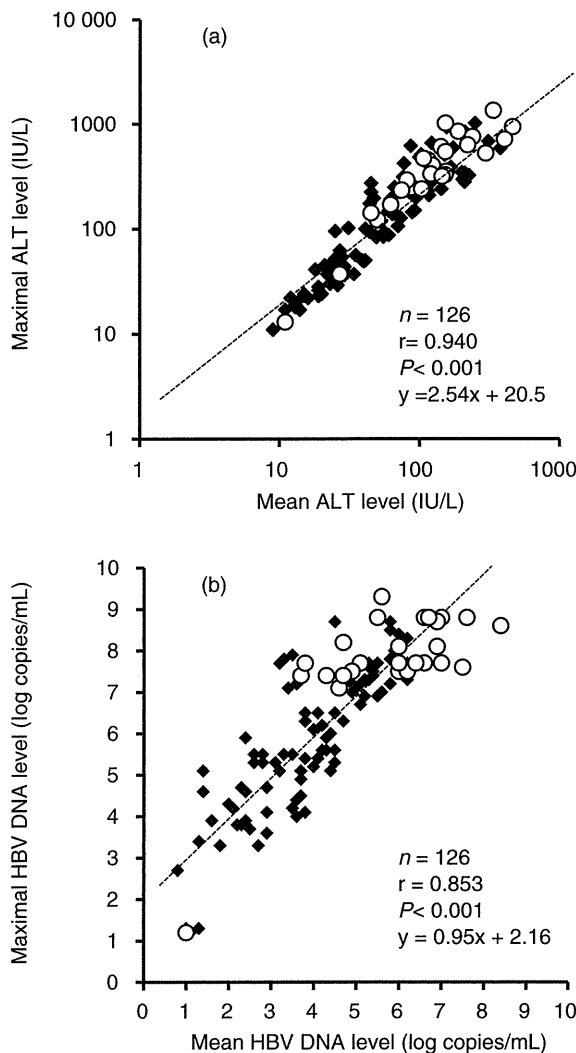 (a)
Maximal ALT level (IU/L)
10 000
1000
100
10
1
n = 126
r= 0.940
P< 0.001
y =2.54x + 20.5
1 10 100 1000
Mean ALT level (IU/L)
(b)
Maximal HBV DNA level (log copies/mL)
10
9
8
7
6
5
4
3
2
1
0
n = 126
r = 0.853
P< 0.001
y = 0.95x + 2.16
0 1 2 3 4 5 6 7 8 9 10
Mean HBV DNA level (log copies/mL)